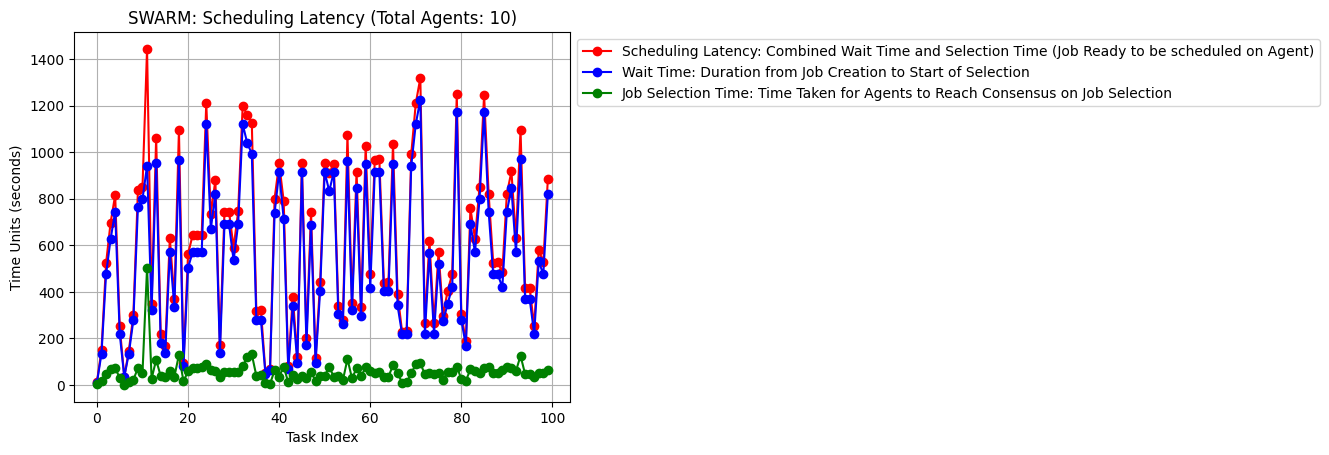 SWARM: Scheduling Latency (Total Agents: 10)
Scheduling Latency: Combined Wait Time and Selection Time (Job Ready to be scheduled on Agent)
Wait Time: Duration from Job Creation to Start of Selection
Job Selection Time: Time Taken for Agents to Reach Consensus on Job Selection
Time Units (seconds)
1400
1200
1000
800
600
400
200
0
0 20 40 60 80 100
Task Index